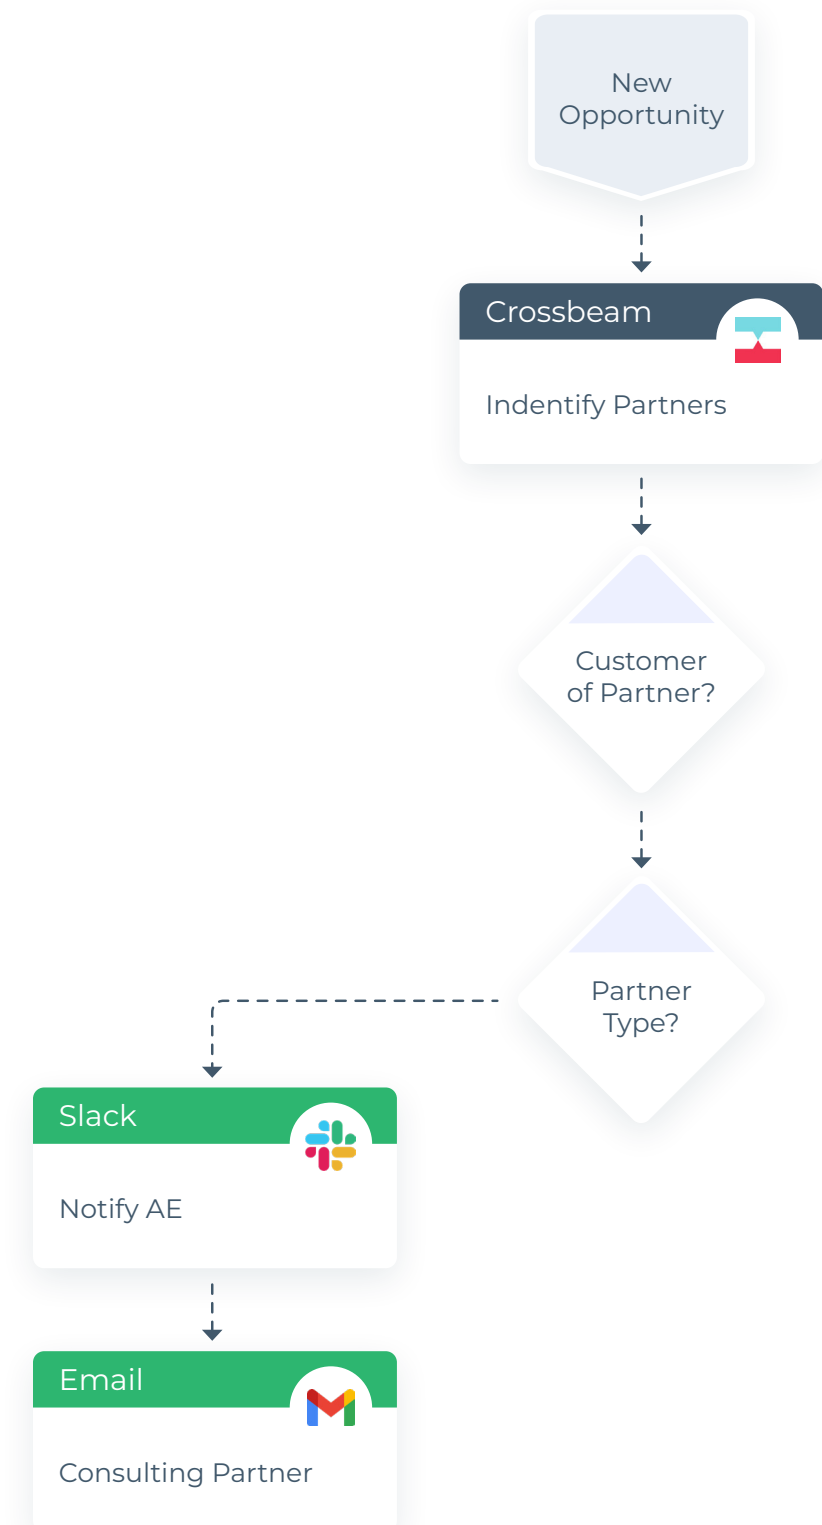 New
Opportunity
Crossbeam
Indentify Partners
Customer
of Partner?
Partner
Type?
Slack
Notify AE
Email
Consulting Partner